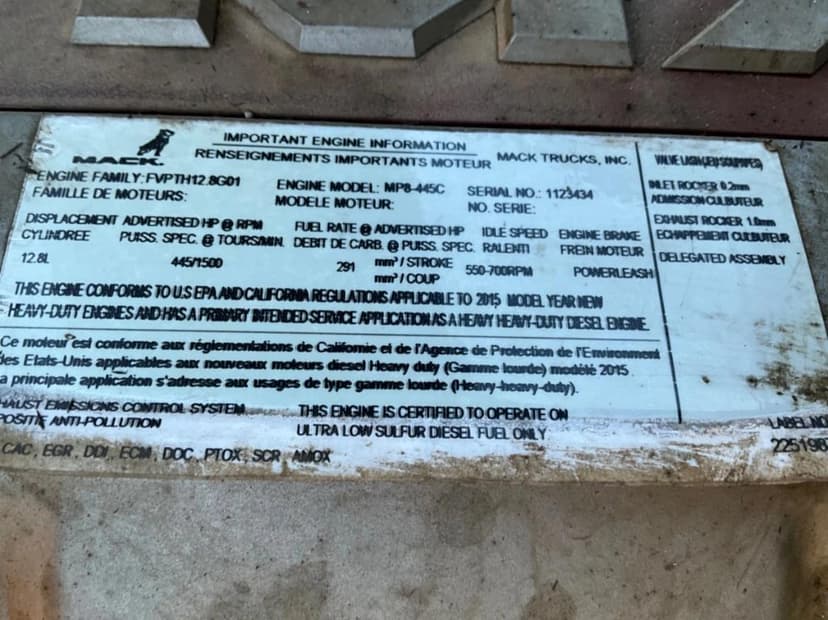 MACK.
IMPORTANT ENGINE INFORMATION
RENSEIGNEMENTS IMPORTANTS MOTEUR MACK TRUCKS, INC.
ENGINE FAMILY: FVPTH12.8G01 ENGINE MODEL: MP8-445C SERIAL NO.: 1123434
FAMILLE DE MOTEURS: MODELE MOTEUR: NO. SERIE:
DISPLACEMENT ADVERTISED HP @ RPM FUEL RATE @ ADVERTISED HP IDLE SPEED ENGINE BRAKE
CYLINDREE PUISS. SPEC. @ TOURS/MIN. DEBIT DE CARB. @ PUISS. SPEC. RALENTI FREIN MOTEUR
12.8L 445/1500 291 mm³ / STROKE 550-700RPM POWERLEASH
mm³ / COUP
THIS ENGINE CONFORMS TO U.S EPA AND CALIFORNIA REGULATIONS APPLICABLE TO 2015 MODEL YEAR NEW
HEAVY-DUTY ENGINES AND HAS A PRIMARY INTENDED SERVICE APPLICATION AS A HEAVY HEAVY-DUTY DIESEL ENGINE.
Ce moteur est conforme aux réglementations de Californie et de l'Agence de Protection de l'Environment
des Etats-Unis applicables aux nouveaux moteurs diesel Heavy duty (Gamme lourde) modélé 2015.
a principale application s'adresse aux usages de type gamme lourde (Heavy-heavy-duty).
HAUST EMISSIONS CONTROL SYSTEM THIS ENGINE IS CERTIFIED TO OPERATE ON
POSITIF ANTI-POLLUTION ULTRA LOW SULFUR DIESEL FUEL ONLY
CAC, EGR, DDI, ECM, DOC, PTOX, SCR, AMOX
VALVE LASH (JEU SOUPAPES)
INLET ROCKER 0.2mm
ADMISSION CULBUTEUR
EXHAUST ROCKER 1.0mm
ECHAPPEMENT CULBUTEUR
DELEGATED ASSEMBLY
LABEL NO
225198